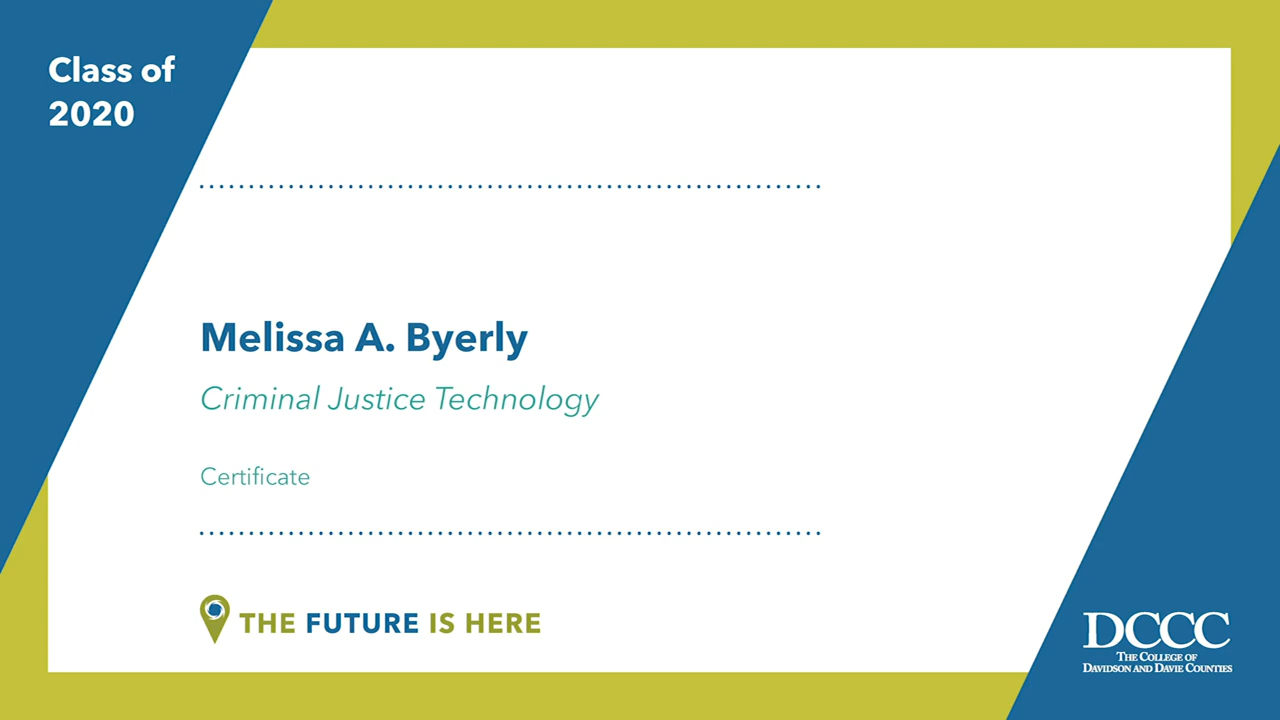 Class of
2020
Melissa A. Byerly
Criminal Justice Technology
Certificate
THE FUTURE IS HERE
DCCC
THE COLLEGE OF
DAVIDSON AND DAVIE COUNTIES